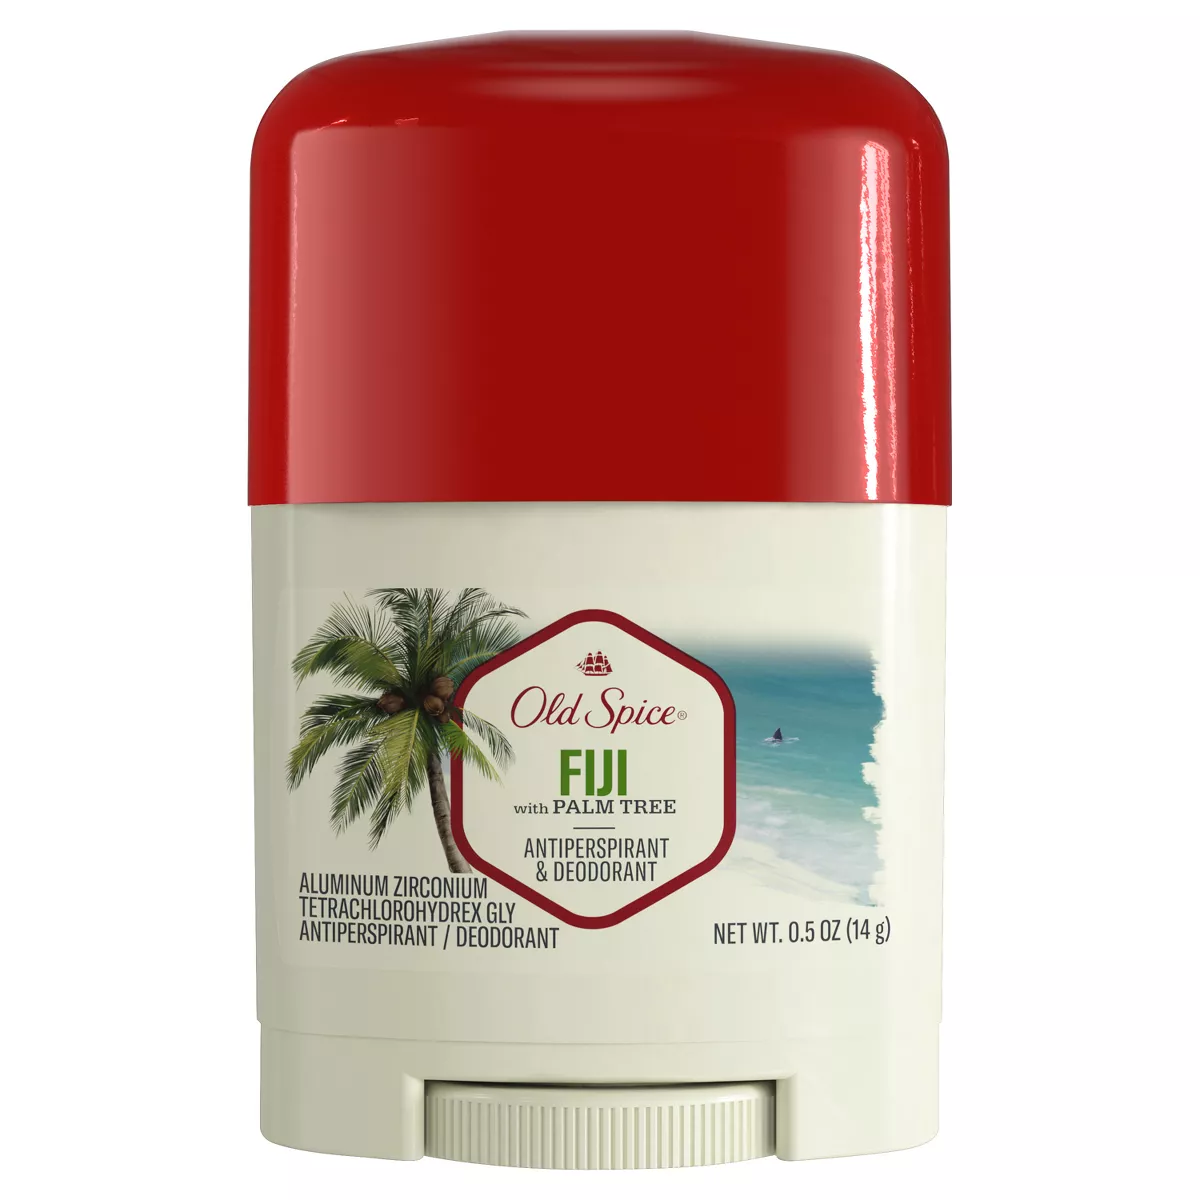 Old Spice®
FIJI
with PALM TREE
ANTIPERSPIRANT
& DEODORANT
ALUMINUM ZIRCONIUM
TETRACHLOROHYDREX GLY
ANTIPERSPIRANT / DEODORANT
NET WT. 0.5 OZ (14 g)